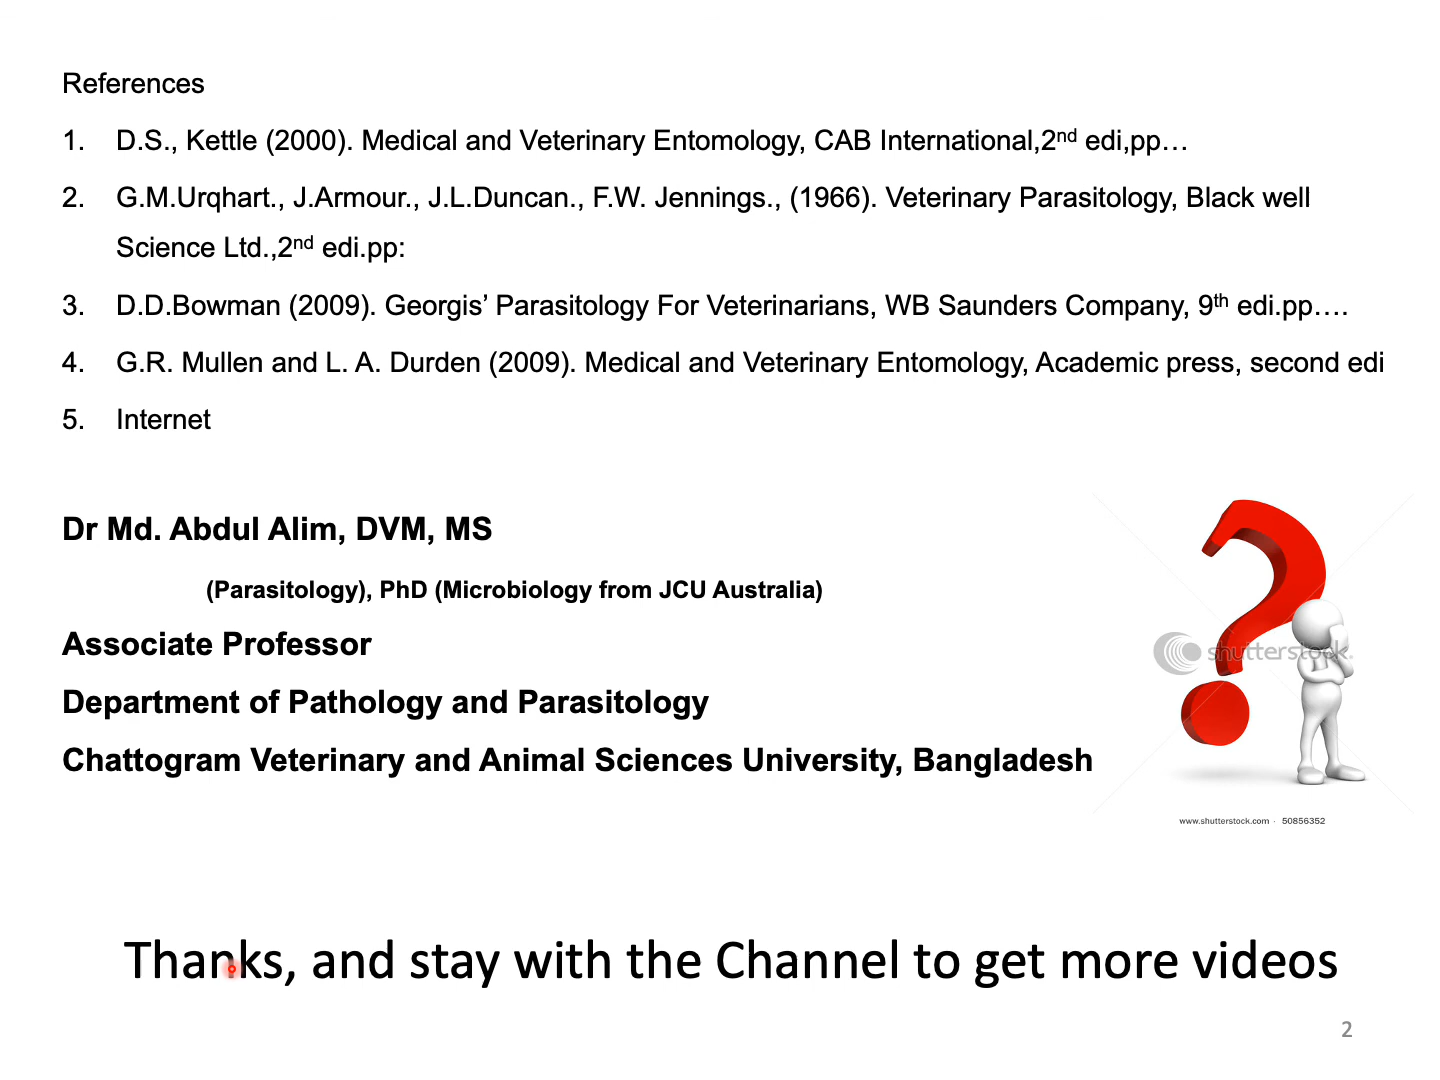 References
1. D.S., Kettle (2000). Medical and Veterinary Entomology, CAB International,2nd edi,pp…
2. G.M.Urqhart., J.Armour., J.L.Duncan., F.W. Jennings., (1966). Veterinary Parasitology, Black well
Science Ltd.,2nd edi.pp:
3. D.D.Bowman (2009). Georgis’ Parasitology For Veterinarians, WB Saunders Company, 9th edi.pp….
4. G.R. Mullen and L. A. Durden (2009). Medical and Veterinary Entomology, Academic press, second edi
5. Internet
Dr Md. Abdul Alim, DVM, MS
(Parasitology), PhD (Microbiology from JCU Australia)
Associate Professor
Department of Pathology and Parasitology
Chattogram Veterinary and Animal Sciences University, Bangladesh
shutterstock.
www.shutterstock.com · 50856352
Thanks, and stay with the Channel to get more videos
2